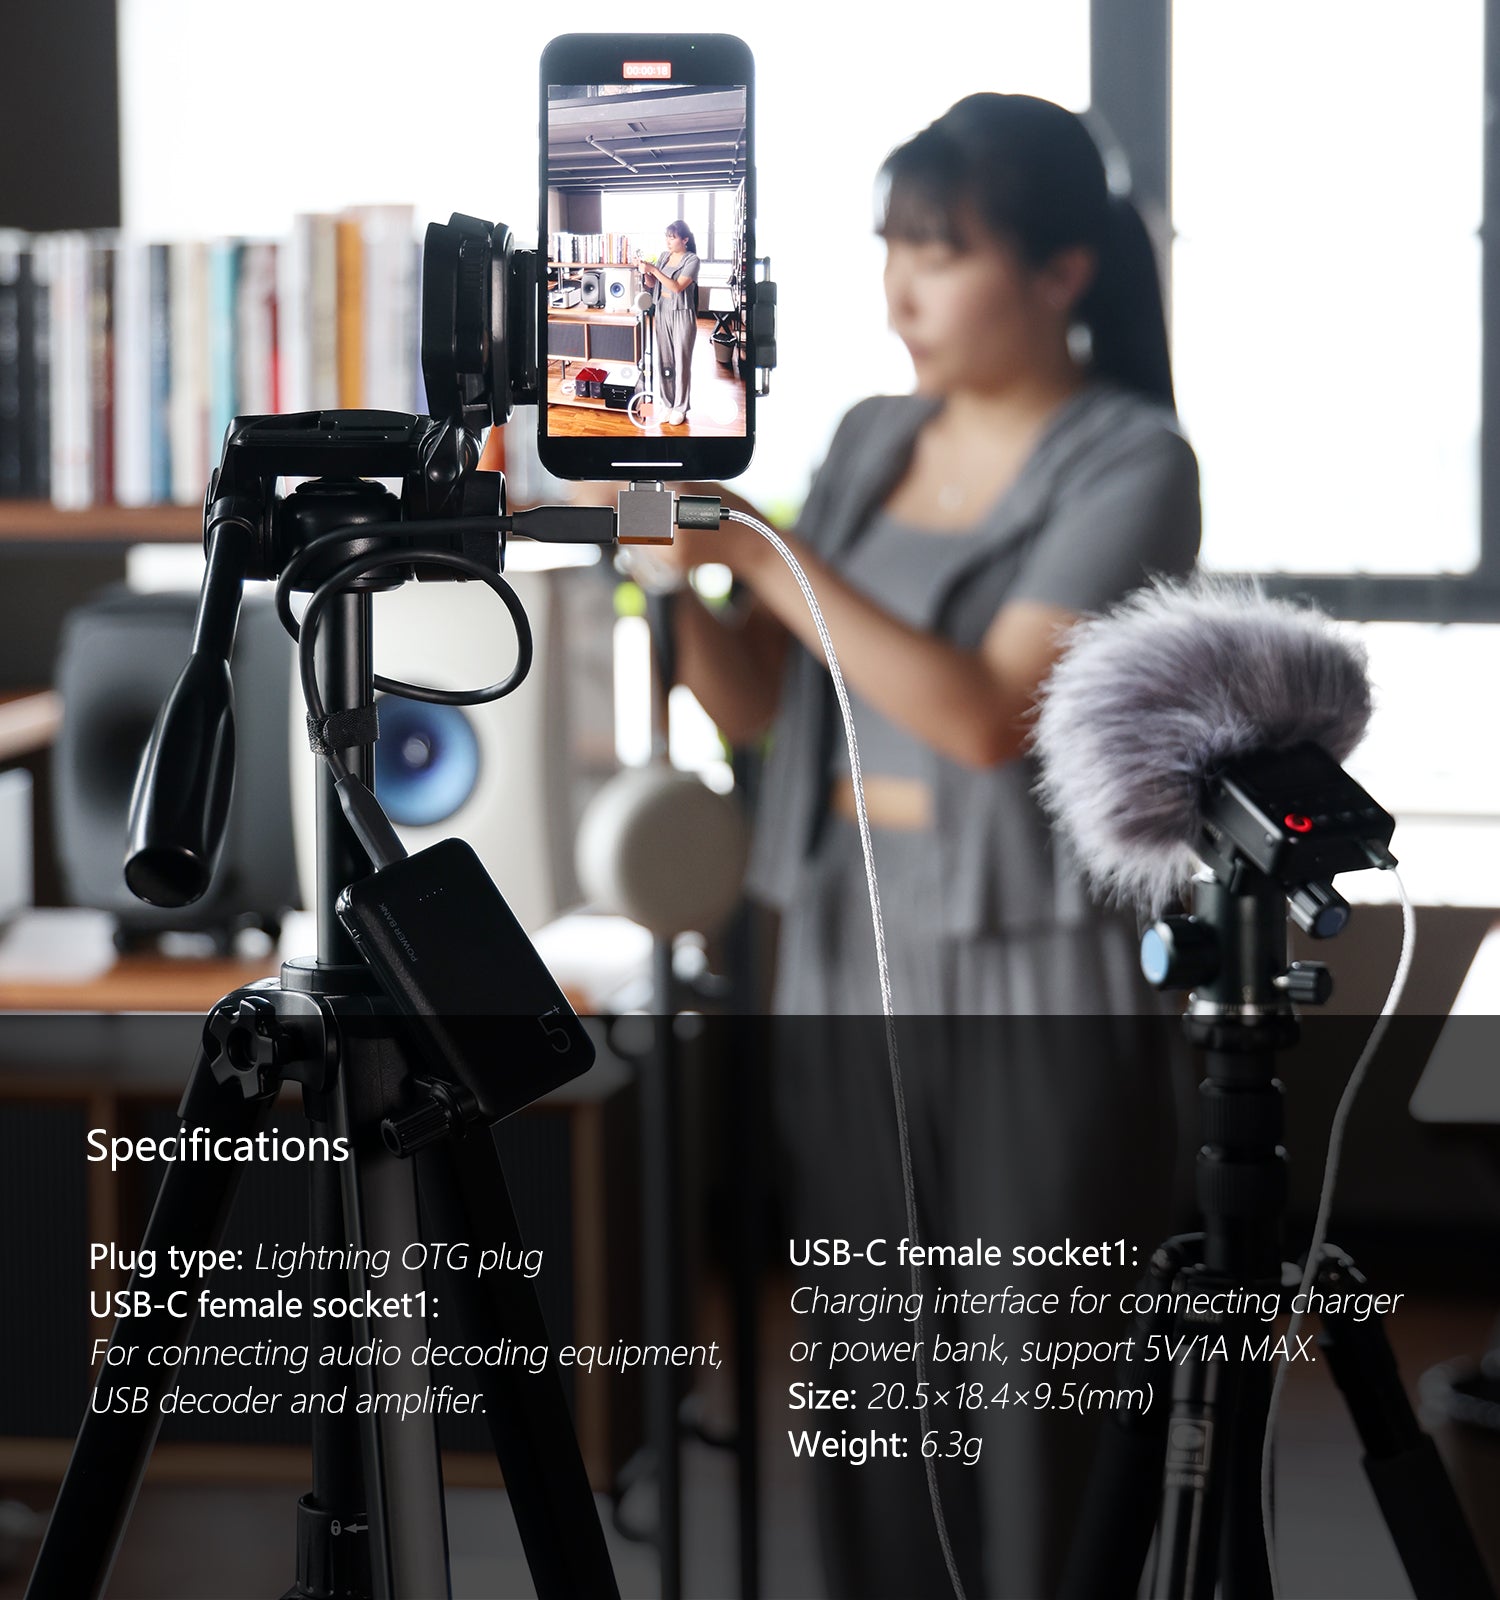 00:00:18
POWER BANK
5
Specifications
Plug type: Lightning OTG plug
USB-C female socket1:
For connecting audio decoding equipment,
USB decoder and amplifier.
USB-C female socket1:
Charging interface for connecting charger
or power bank, support 5V/1A MAX.
Size: 20.5×18.4×9.5(mm)
Weight: 6.3g